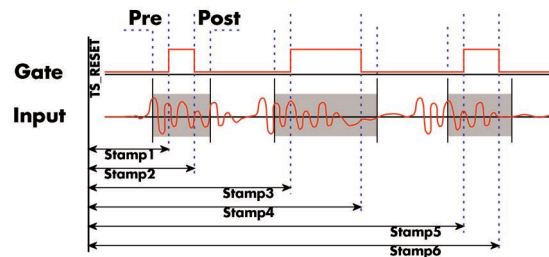 Pre Post
Gate
TS_RESET
Input
Stamp1
Stamp2
Stamp3
Stamp4
Stamp5
Stamp6